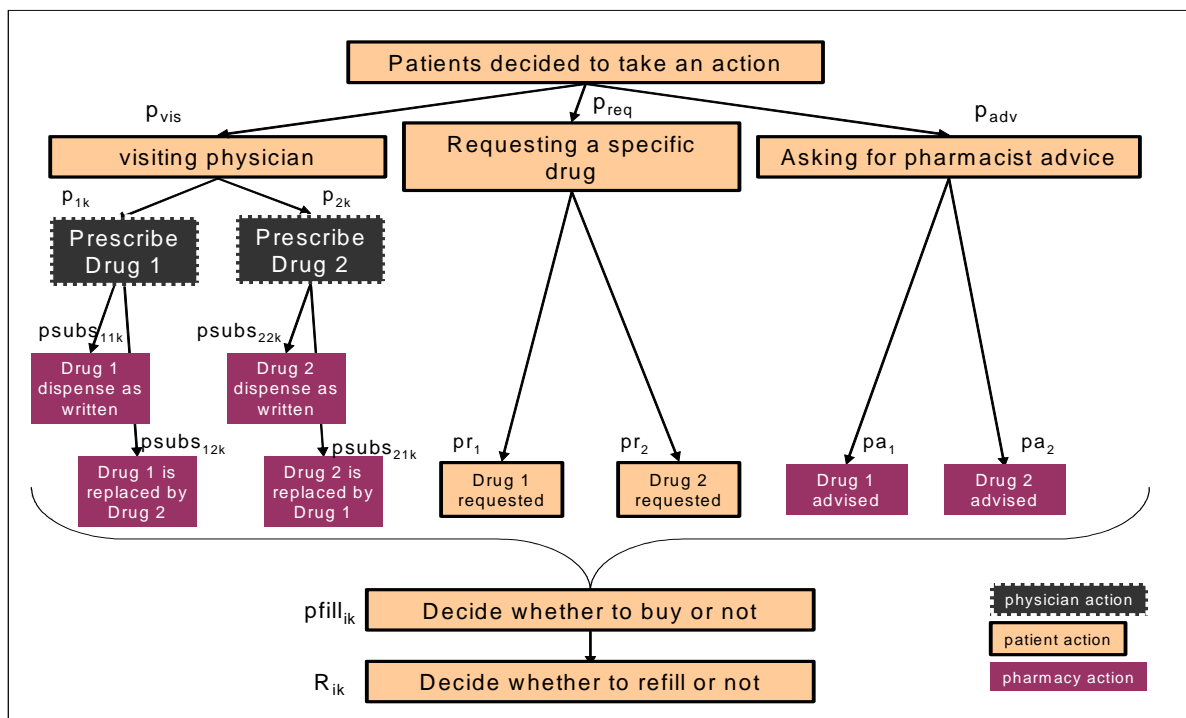 Patients decided to take an action
p_vis
p_req
p_adv
visiting physician
Requesting a specific
drug
Asking for pharmacist advice
p_1k
p_2k
Prescribe
Drug 1
Prescribe
Drug 2
psubs_11k
psubs_22k
Drug 1
dispense as
written
Drug 2
dispense as
written
psubs_12k
psubs_21k
pr_1
pr_2
pa_1
pa_2
Drug 1 is
replaced by
Drug 2
Drug 2 is
replaced by
Drug 1
Drug 1
requested
Drug 2
requested
Drug 1
advised
Drug 2
advised
pfill_ik
Decide whether to buy or not
R_ik
Decide whether to refill or not
physician action
patient action
pharmacy action